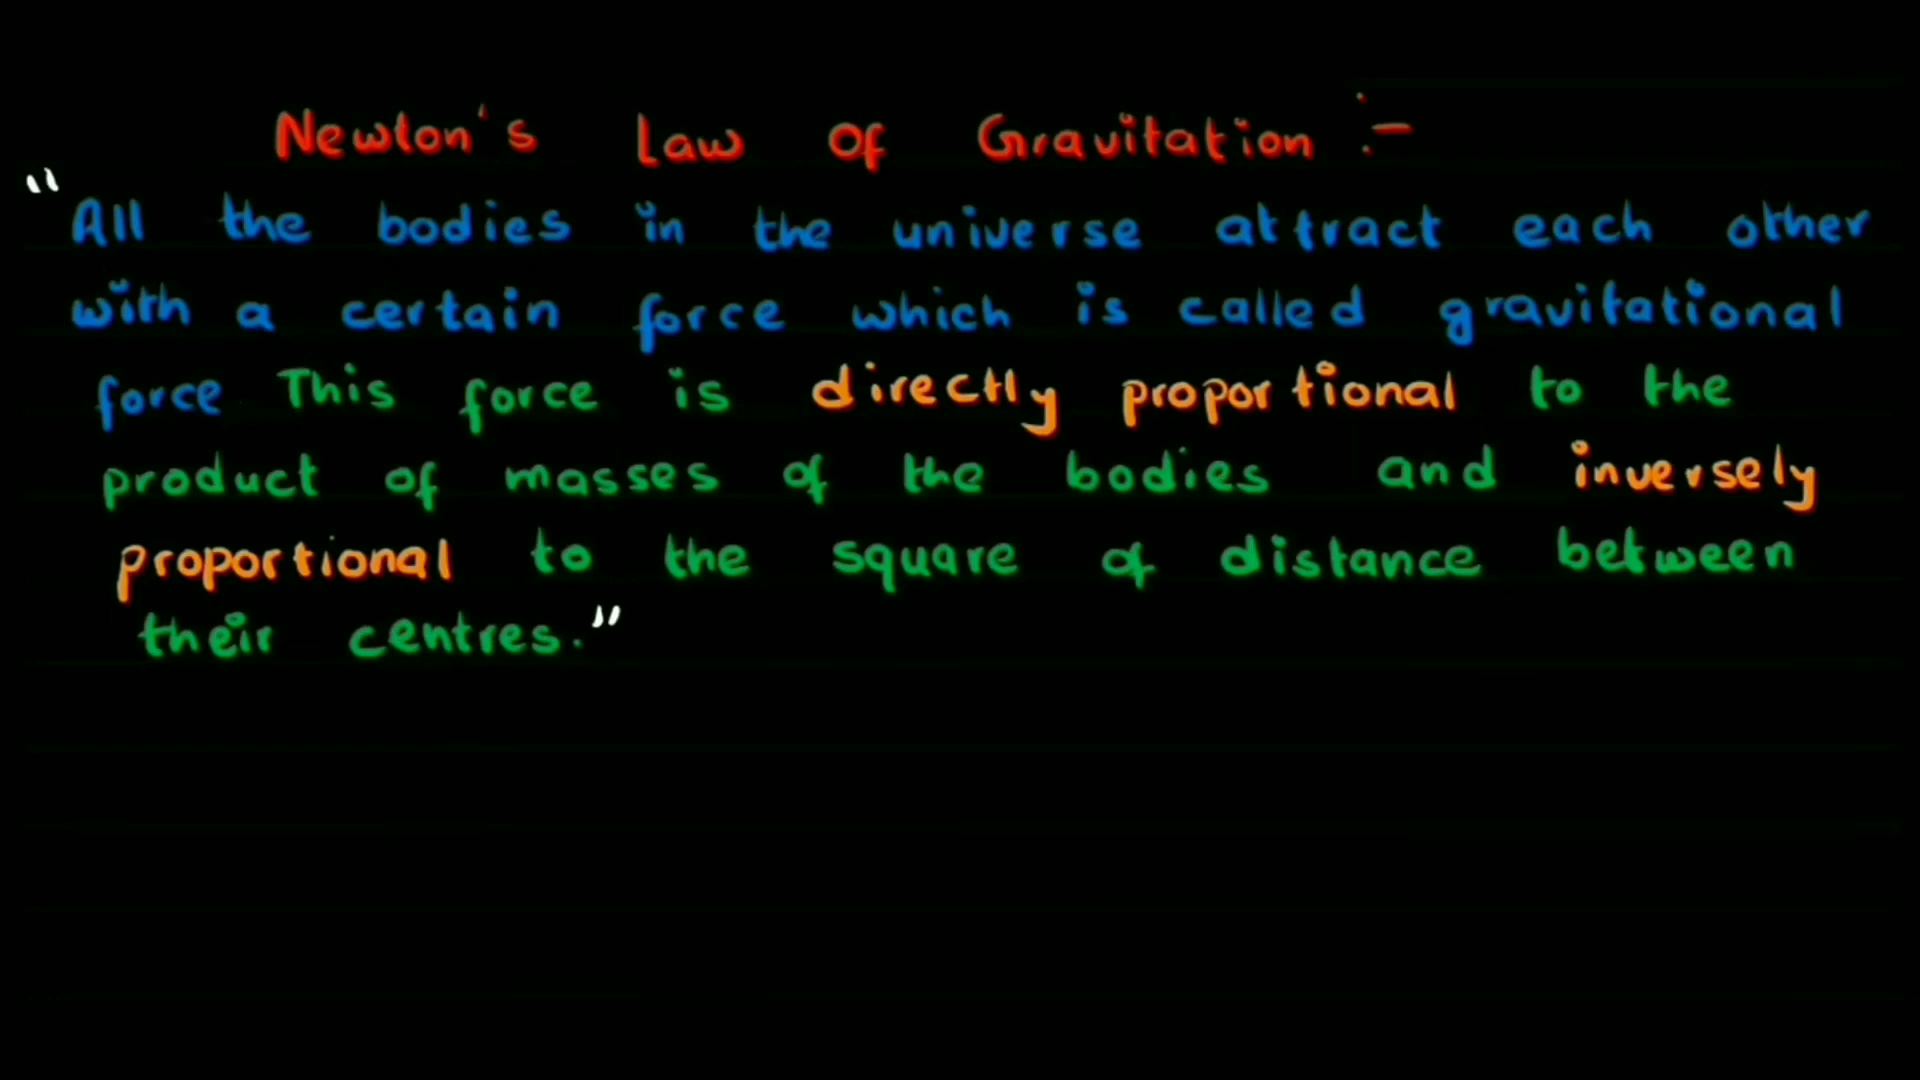 Newton's Law Of Gravitation :-
"All the bodies in the universe attract each other
with a certain force which is called gravitational
force This force is directly proportional to the
product of masses of the bodies and inversely
proportional to the square of distance between
their centres."